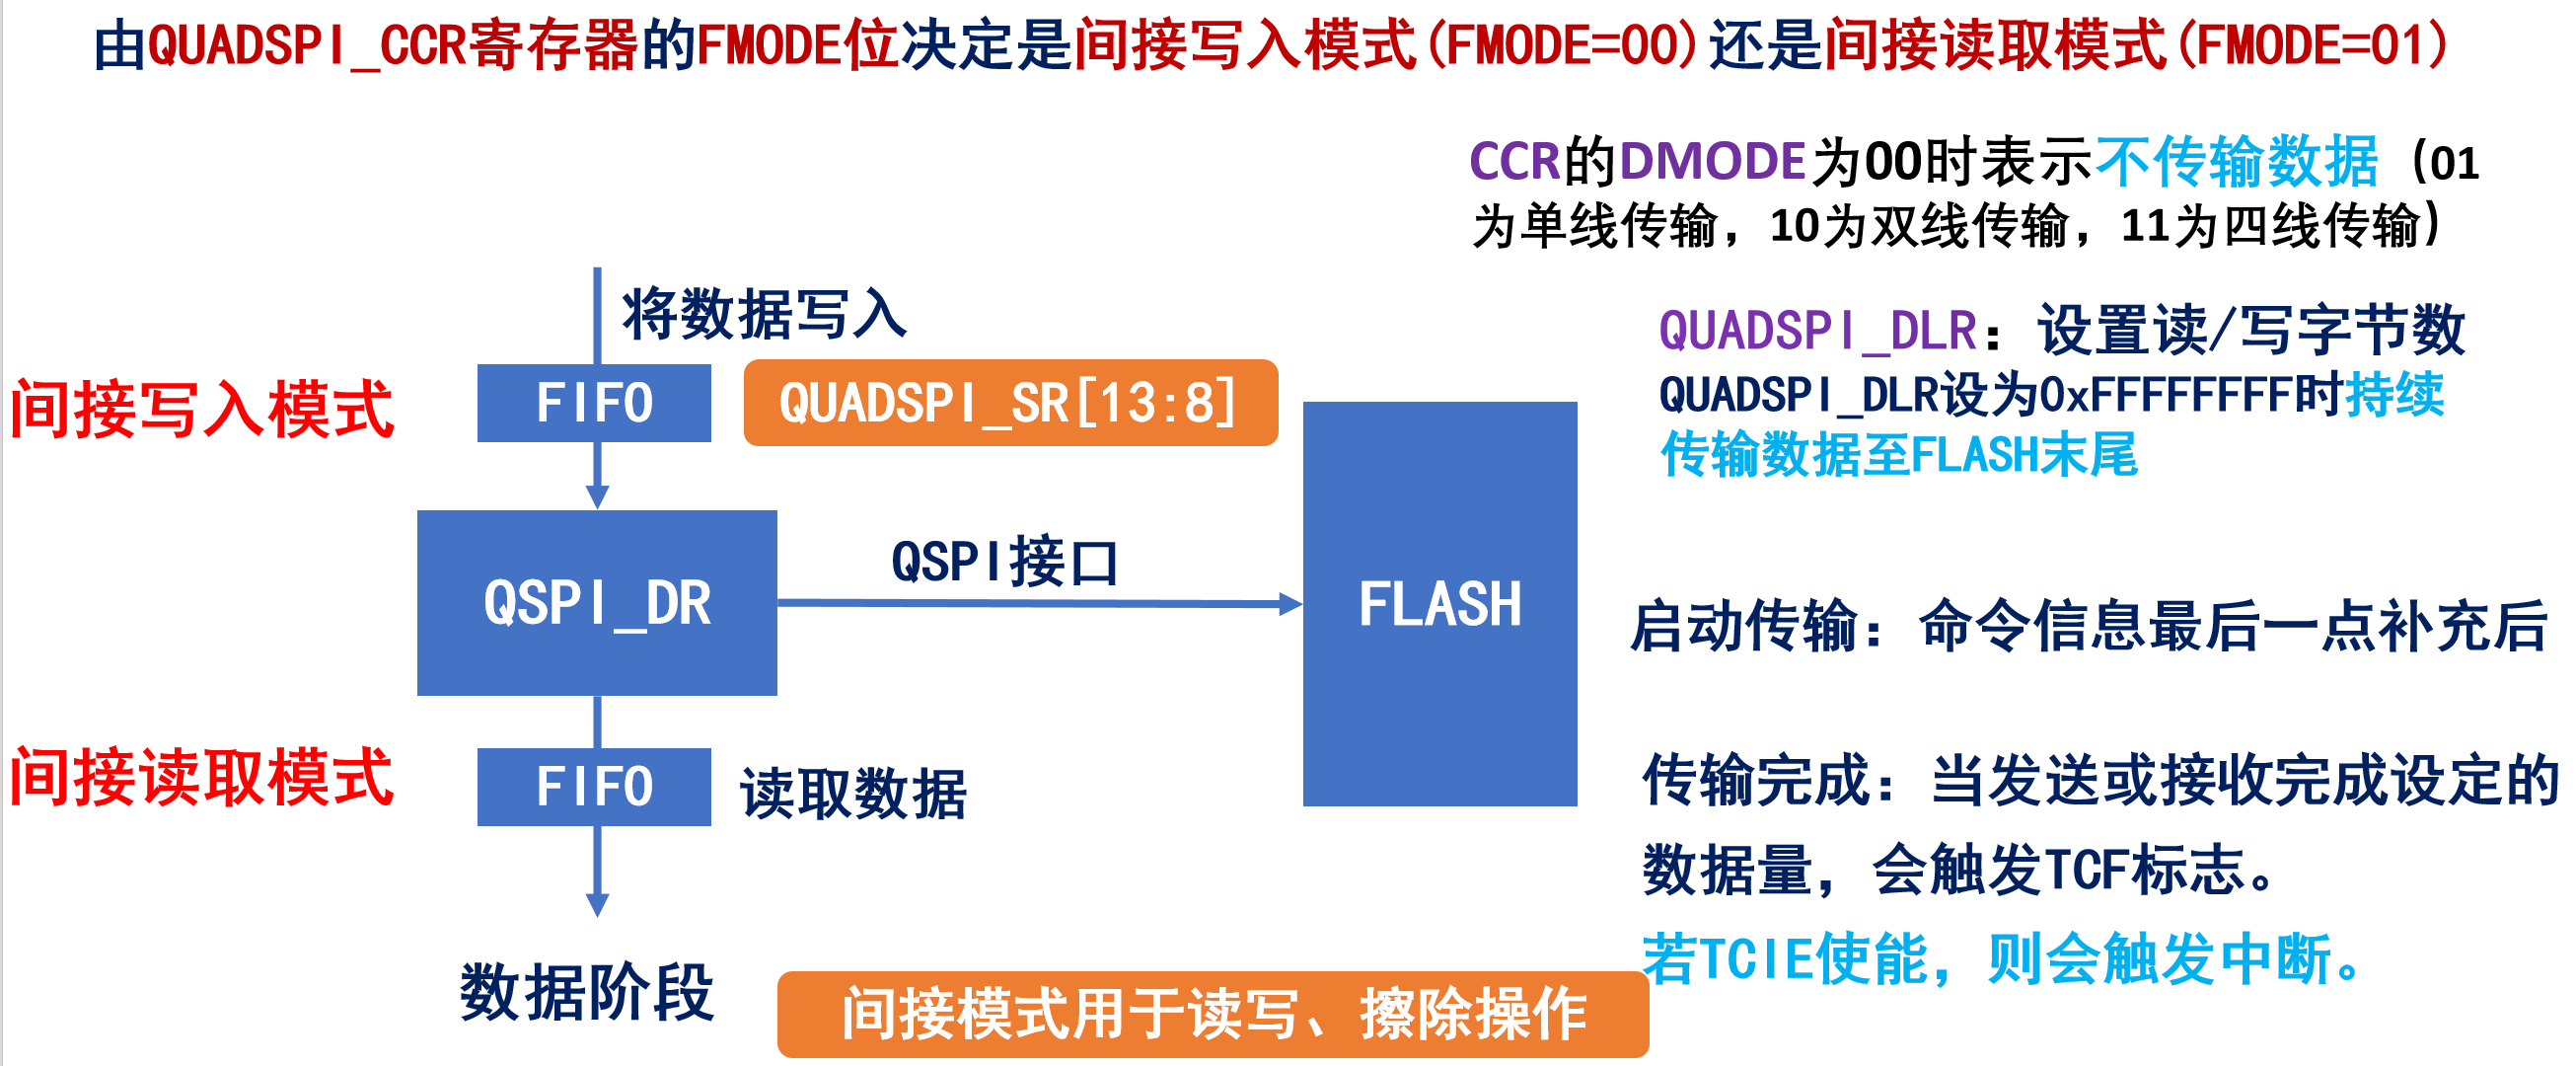 由QUADSPI_CCR寄存器的FMODE位决定是间接写入模式(FMODE=00)还是间接读取模式(FMODE=01)
CCR的DMODE为00时表示不传输数据（01
为单线传输，10为双线传输，11为四线传输）
将数据写入
间接写入模式
FIFO
QUADSPI_SR[13:8]
QUADSPI_DLR：设置读/写字节数
QUADSPI_DLR设为0xFFFFFFFF时持续
传输数据至FLASH末尾
QSPI_DR
QSPI接口
FLASH
启动传输：命令信息最后一点补充后
间接读取模式
FIFO
读取数据
传输完成：当发送或接收完成设定的
数据量，会触发TCF标志。
若TCIE使能，则会触发中断。
数据阶段
间接模式用于读写、擦除操作